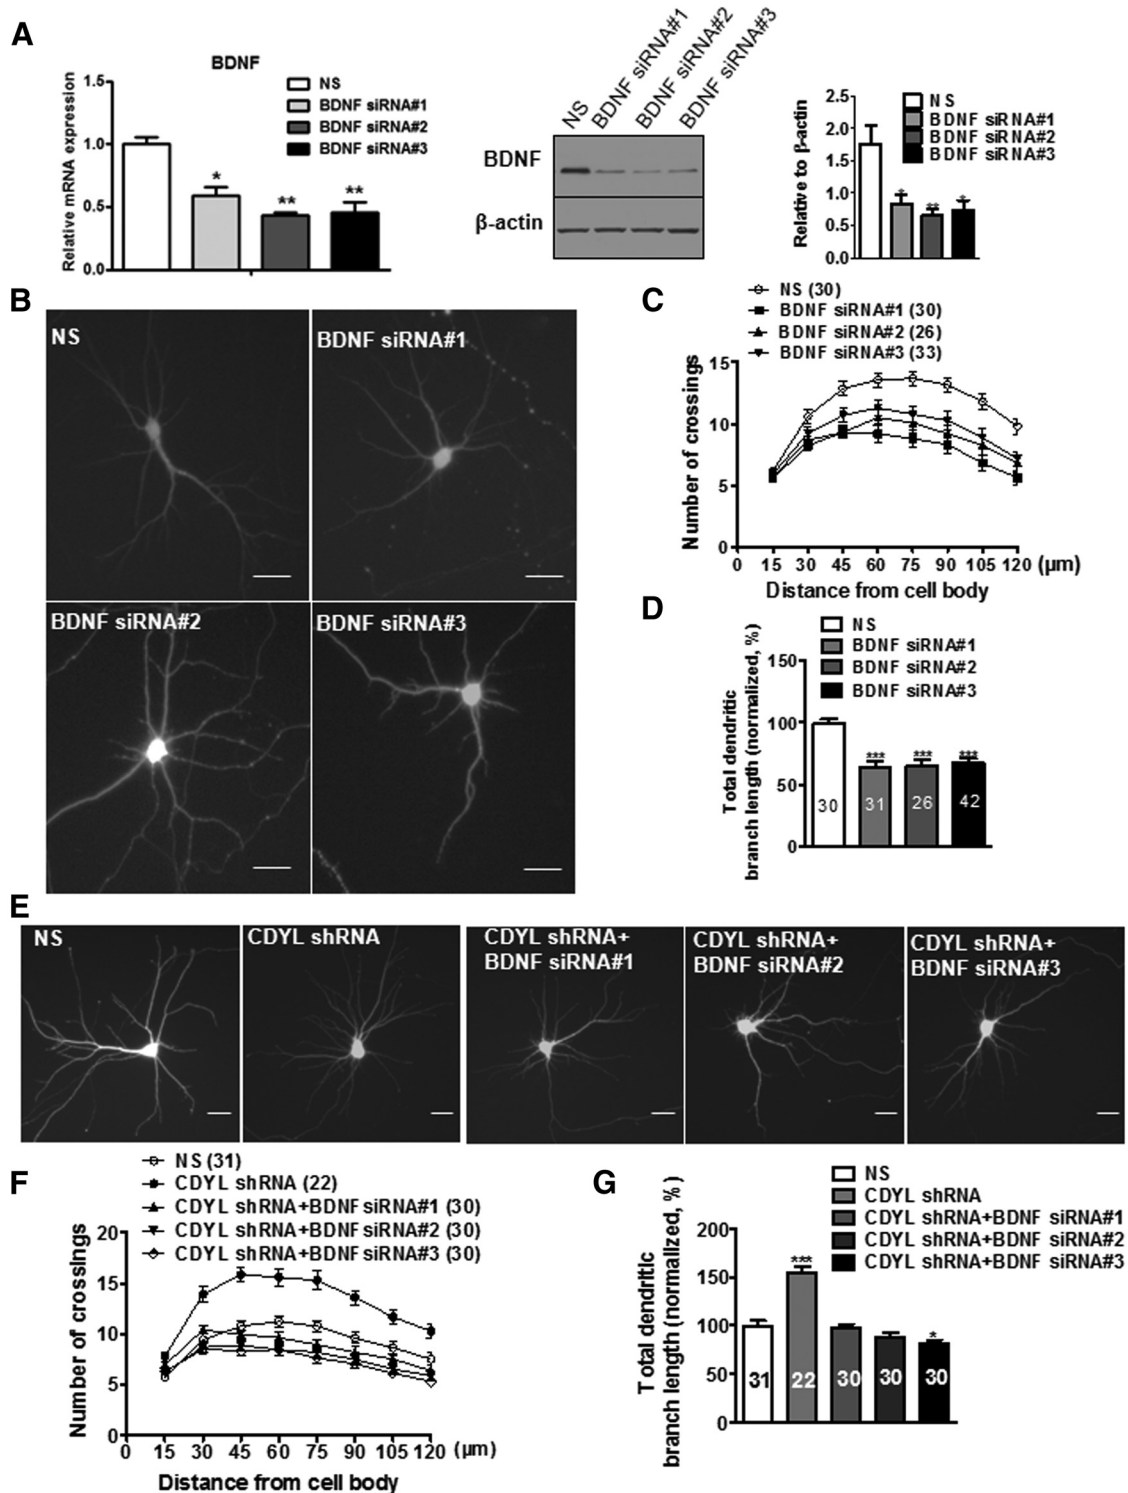 A
BDNF
Relative mRNA expression
1.5
1.0
0.5
0.0
NS
BDNF siRNA#1
BDNF siRNA#2
BDNF siRNA#3
*
**
**
NS
BDNF siRNA#1
BDNF siRNA#2
BDNF siRNA#3
BDNF
β-actin
Relative to β-actin
2.5
2.0
1.5
1.0
0.5
0.0
NS
BDNF siRNA#1
BDNF siRNA#2
BDNF siRNA#3
*
**
*
B
NS
BDNF siRNA#1
BDNF siRNA#2
BDNF siRNA#3
C
NS (30)
BDNF siRNA#1 (30)
BDNF siRNA#2 (26)
BDNF siRNA#3 (33)
Number of crossings
15
10
5
0
0 15 30 45 60 75 90 105 120 (μm)
Distance from cell body
D
NS
BDNF siRNA#1
BDNF siRNA#2
BDNF siRNA#3
Total dendritic
branch length (normalized, %)
150
100
50
0
*** *** ***
30 31 26 42
E
NS
CDYL shRNA
CDYL shRNA+
BDNF siRNA#1
CDYL shRNA+
BDNF siRNA#2
CDYL shRNA+
BDNF siRNA#3
F
NS (31)
CDYL shRNA (22)
CDYL shRNA+BDNF siRNA#1 (30)
CDYL shRNA+BDNF siRNA#2 (30)
CDYL shRNA+BDNF siRNA#3 (30)
Number of crossings
20
15
10
5
0
0 15 30 45 60 75 90 105 120 (μm)
Distance from cell body
G
NS
CDYL shRNA
CDYL shRNA+BDNF siRNA#1
CDYL shRNA+BDNF siRNA#2
CDYL shRNA+BDNF siRNA#3
Total dendritic
branch length (normalized, %)
200
150
100
50
0
***
*
31 22 30 30 30